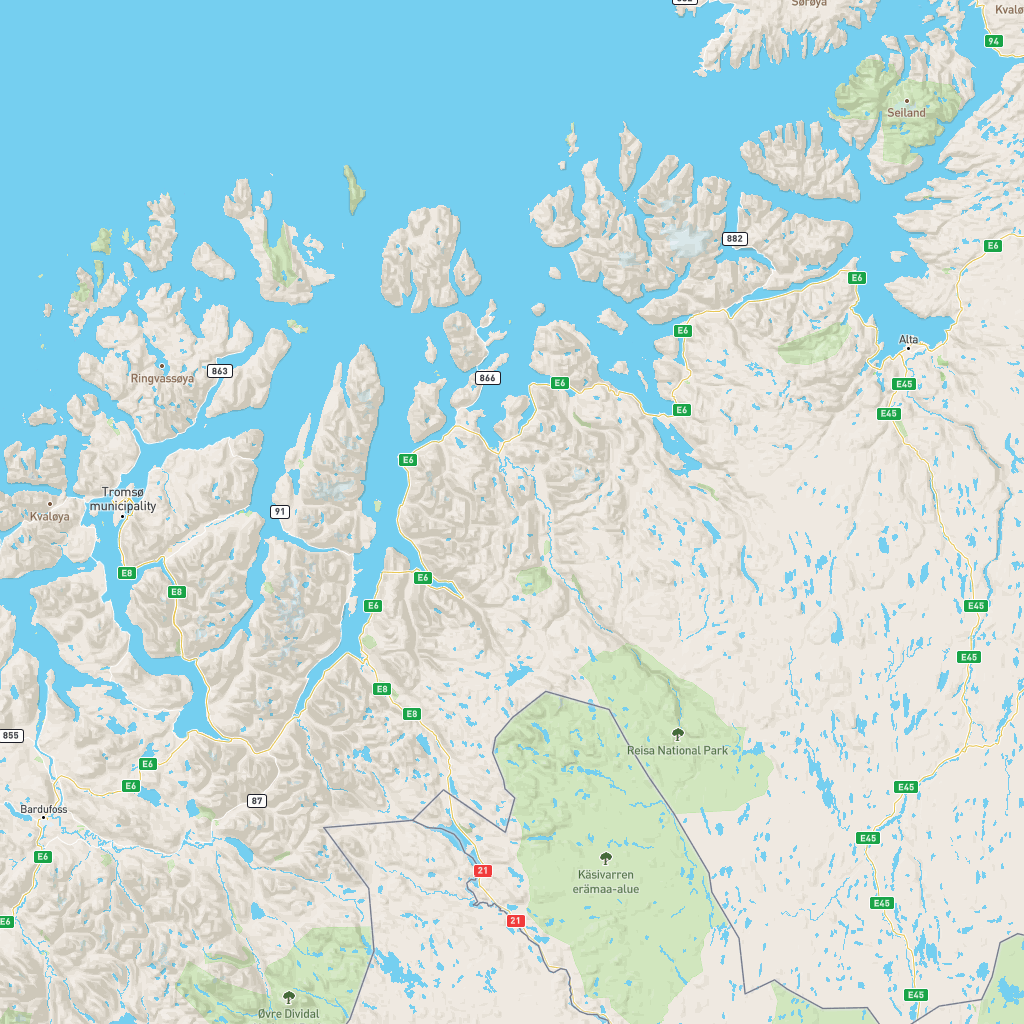 Sørøya
Kvalø
94
Seiland
882
E6
E6
E6
Alta
Ringvassøya
863
866
E6
E45
E6
E45
E6
Tromsø
municipality
Kvaløya
91
E8
E6
E8
E6
E45
E45
E8
E8
855
Reisa National Park
E6
E6
87
E45
Bardufoss
E45
E6
Käsivarren
erämaa-alue
21
E45
E6
21
E45
Øvre Dividal